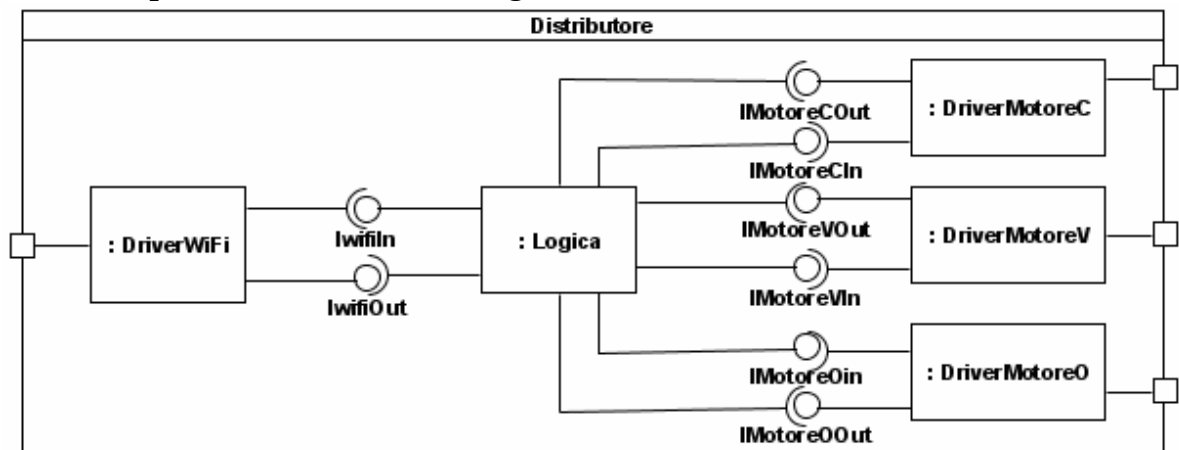 Distributore
IMotoreCOut
: DriverMotoreC
IMotoreCIn
: DriverWiFi
IwifiIn
: Logica
IMotoreVOut
: DriverMotoreV
IwifiOut
IMotoreVIn
IMotoreOin
: DriverMotoreO
IMotoreOOut